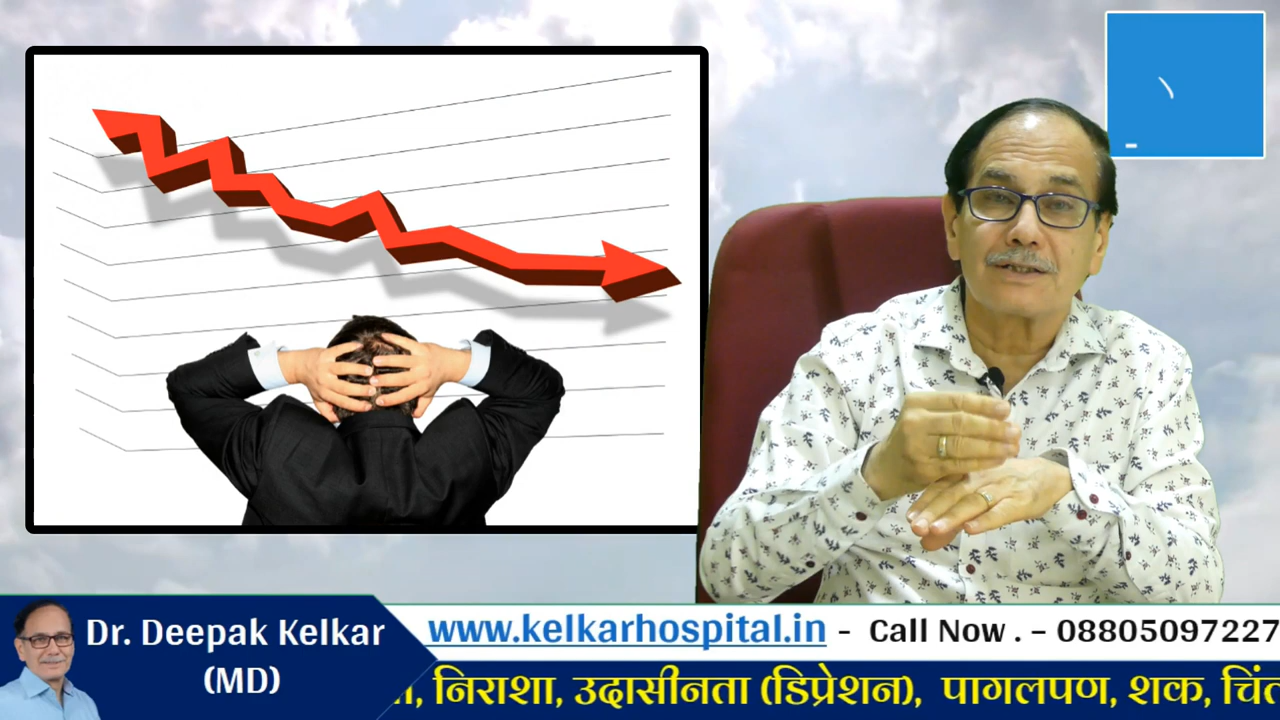 Dr. Deepak Kelkar
(MD)
www.kelkarhospital.in - Call Now . – 08805097227
निराशा, उदासीनता (डिप्रेशन), पागलपण, शक,